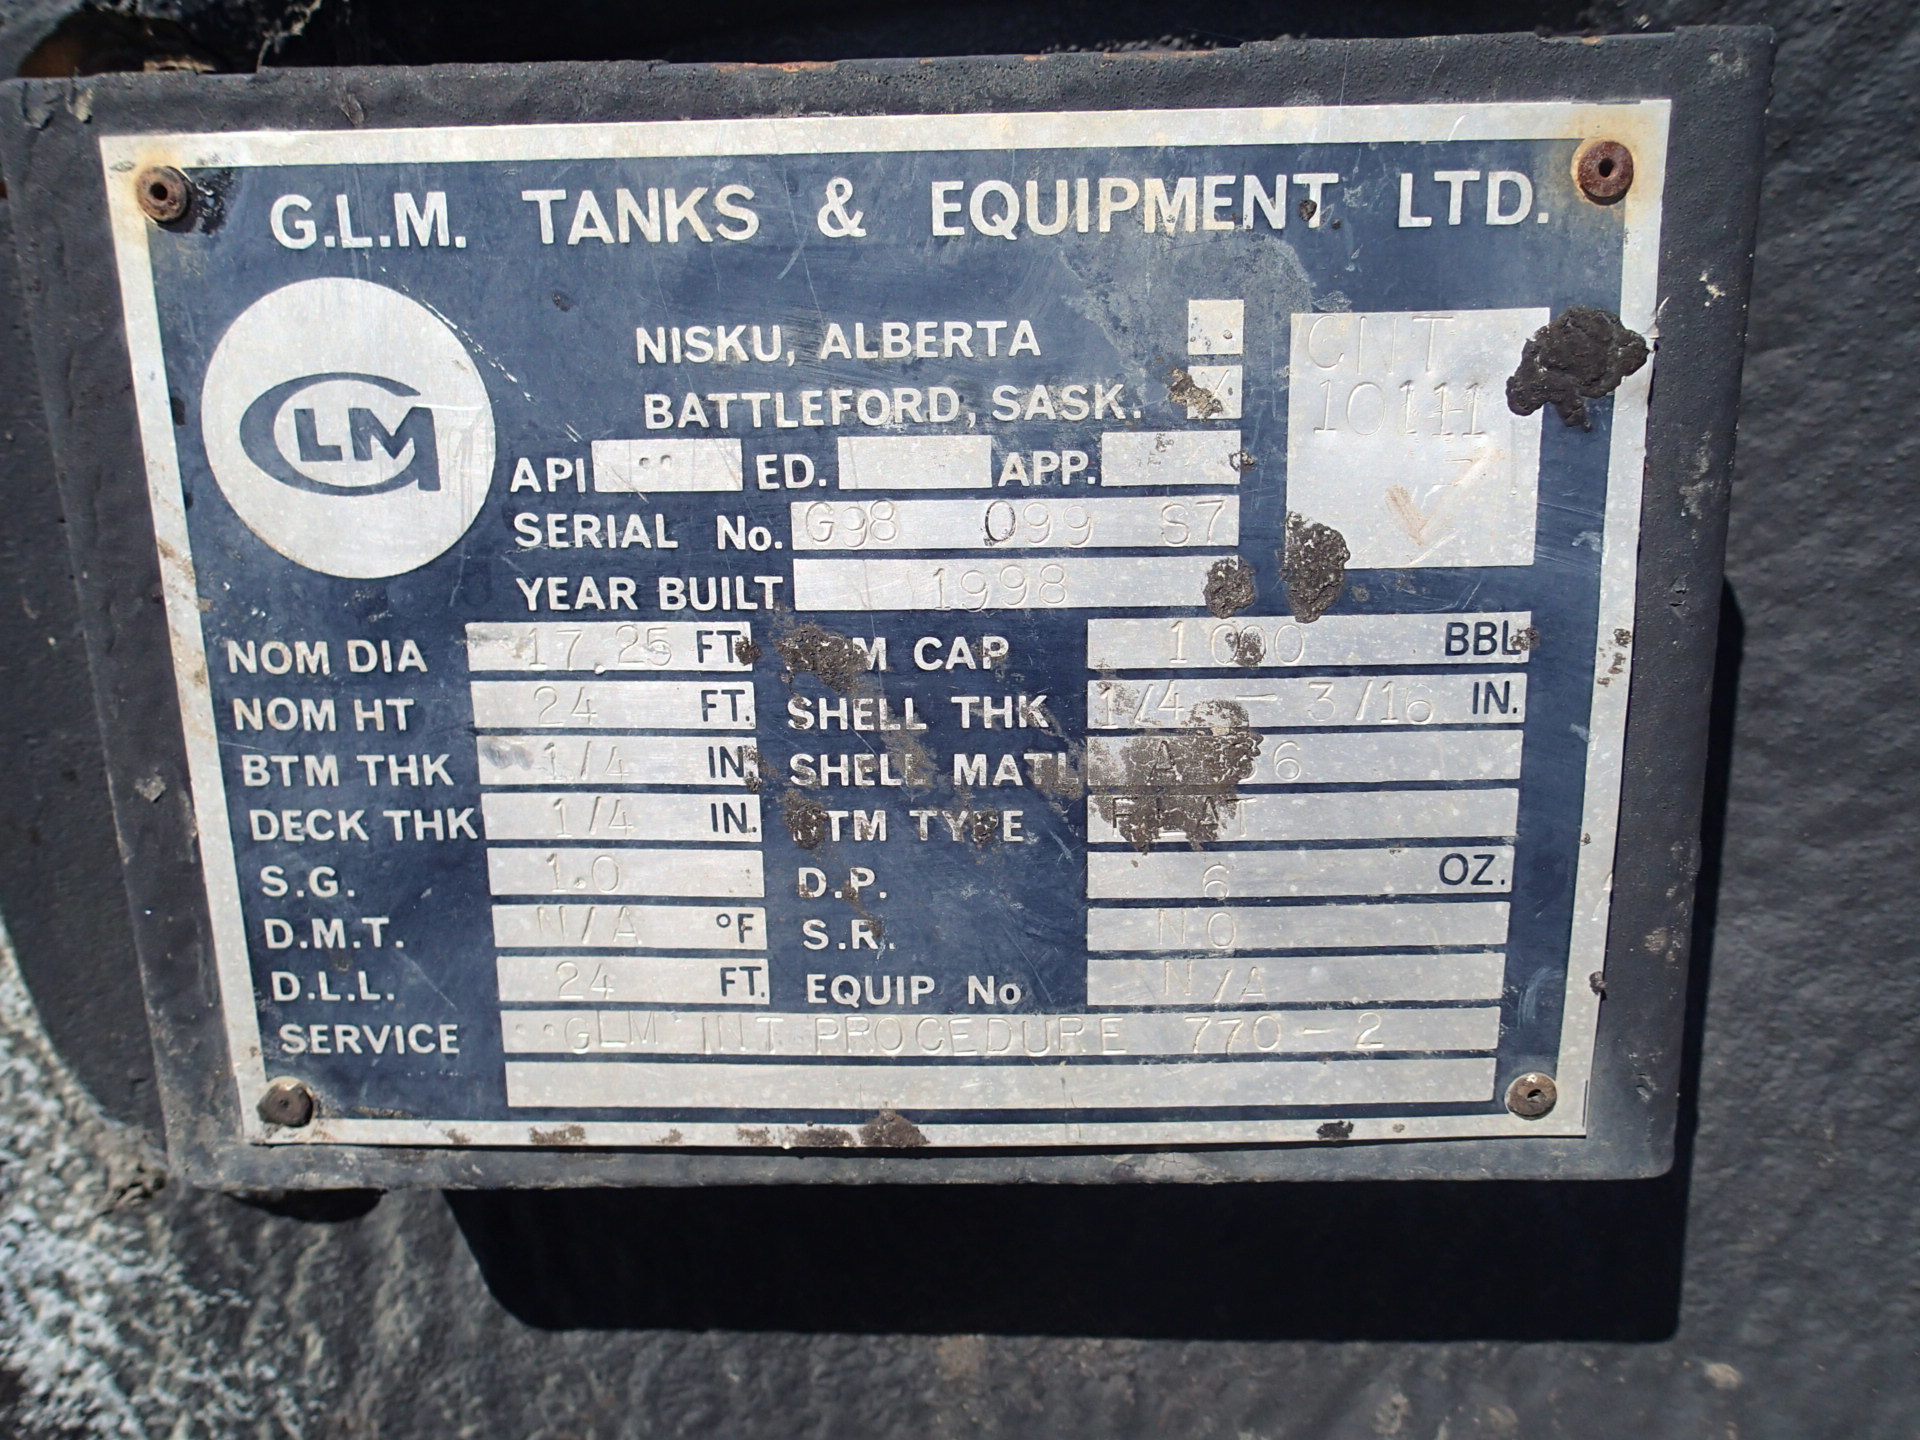 G.L.M. TANKS & EQUIPMENT LTD.
GLM
NISKU, ALBERTA
BATTLEFORD, SASK. X
API ED. APP.
SERIAL No. G98 099 S7
YEAR BUILT 1998
NOM DIA 17.25 FT. CAP 1000 BBL
NOM HT 24 FT. SHELL THK 1/4 - 3/16 IN.
BTM THK 1/4 IN. SHELL MATL
DECK THK 1/4 IN. BTM TYPE FLAT
S.G. 1.0 D.P. 6 OZ.
D.M.T. N/A °F S.R. NO
D.L.L. 24 FT. EQUIP No N/A
SERVICE GLM INT PROCEDURE 770-2